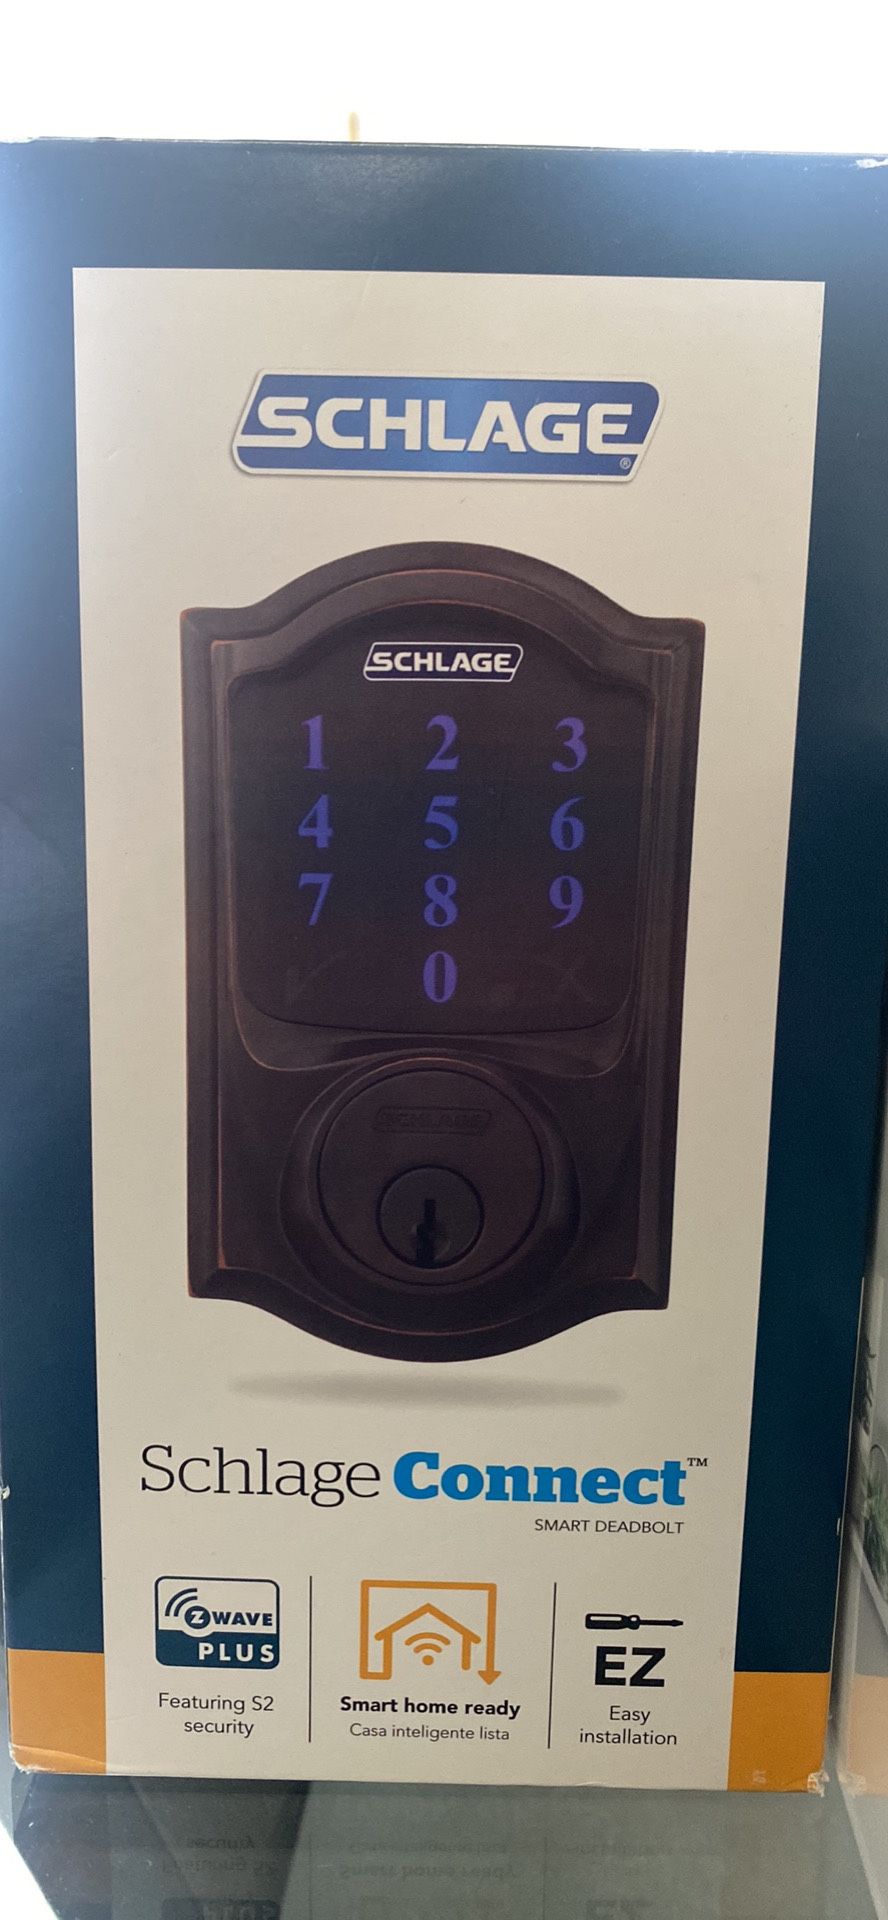 SCHLAGE
®
SCHLAGE
1 2 3
4 5 6
7 8 9
0
SCHLAGE
Schlage Connect™
SMART DEADBOLT
Z WAVE
PLUS
Featuring S2
security
Smart home ready
Casa inteligente lista
EZ
Easy
installation